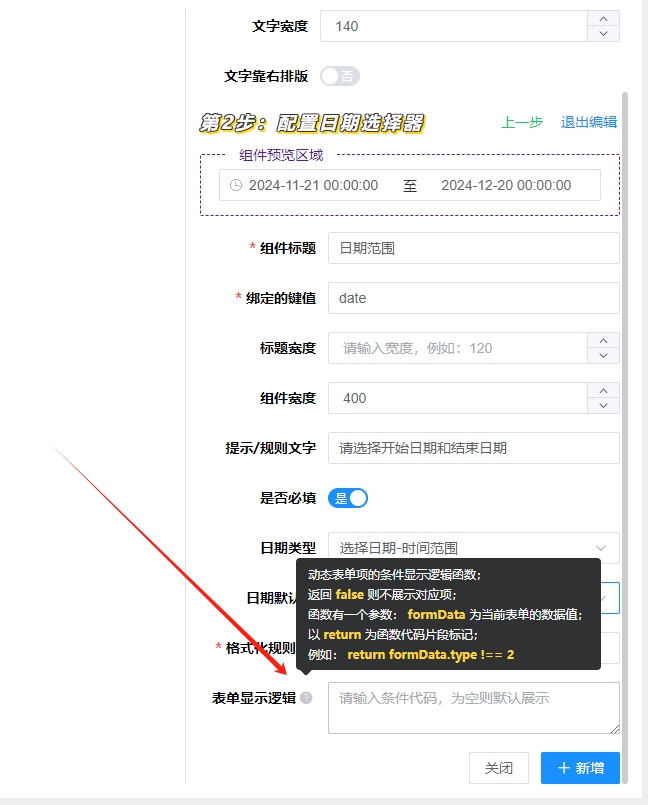 文字宽度 140
文字靠右排版 否
第2步：配置日期选择器 上一步 退出编辑
组件预览区域
2024-11-21 00:00:00 至 2024-12-20 00:00:00
* 组件标题 日期范围
* 绑定的键值 date
标题宽度 请输入宽度，例如：120
组件宽度 400
提示/规则文字 请选择开始日期和结束日期
是否必填 是
日期类型 选择日期-时间范围
动态表单项的条件显示逻辑函数；
返回 false 则不展示对应项；
日期默认
函数有一个参数： formData 为当前表单的数据值；
以 return 为函数代码片段标记；
* 格式化规则
例如： return formData.type !== 2
表单显示逻辑 ? 请输入条件代码，为空则默认展示
关闭 + 新增